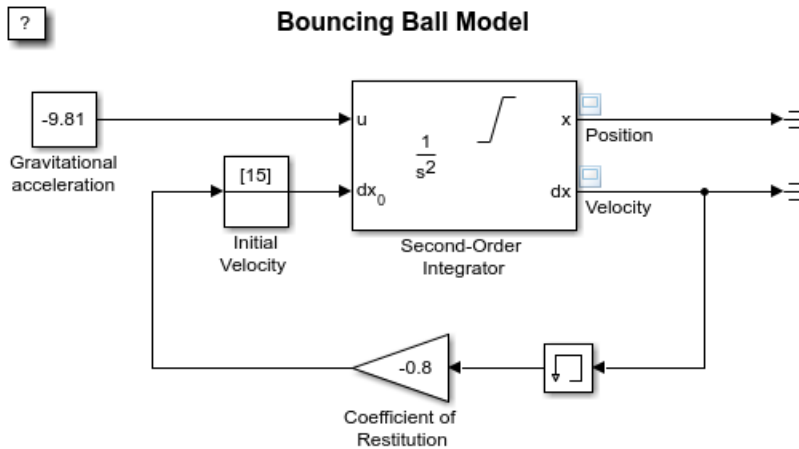 ?
Bouncing Ball Model
-9.81
Gravitational
acceleration
u
1
s2
x
Position
[15]
dx0
dx
Velocity
Initial
Velocity
Second-Order
Integrator
-0.8
Coefficient of
Restitution